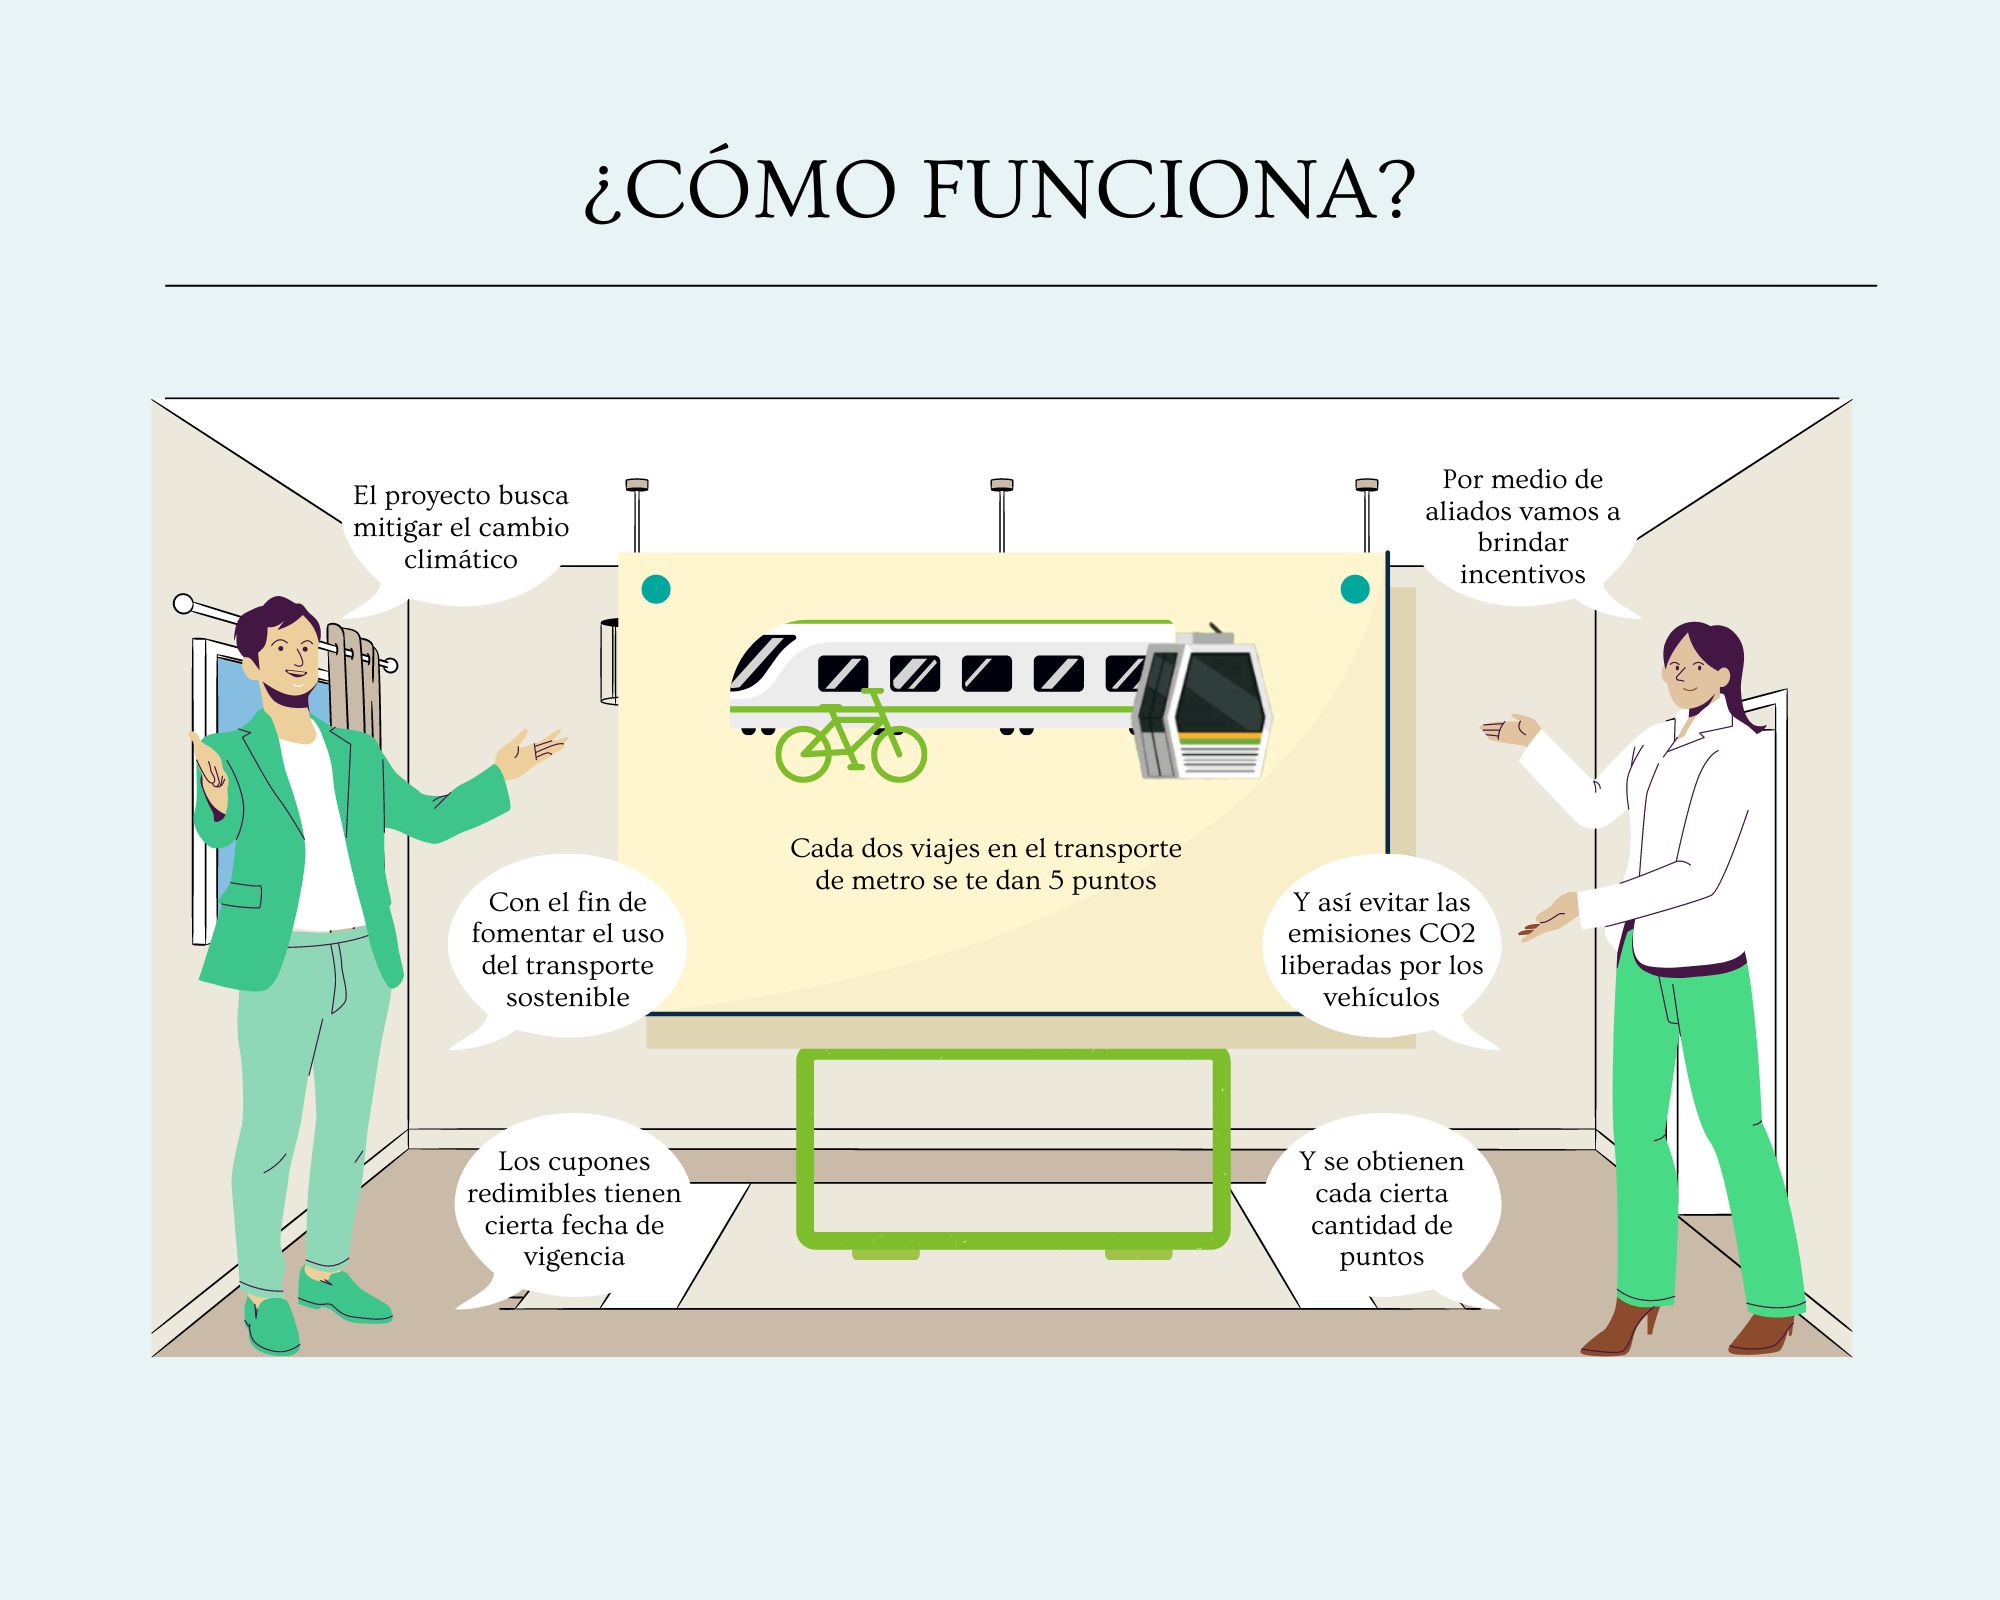 ¿CÓMO FUNCIONA?
El proyecto busca
mitigar el cambio
climático
Por medio de
aliados vamos a
brindar
incentivos
Cada dos viajes en el transporte
de metro se te dan 5 puntos
Con el fin de
fomentar el uso
del transporte
sostenible
Y así evitar las
emisiones CO2
liberadas por los
vehículos
Los cupones
redimibles tienen
cierta fecha de
vigencia
Y se obtienen
cada cierta
cantidad de
puntos